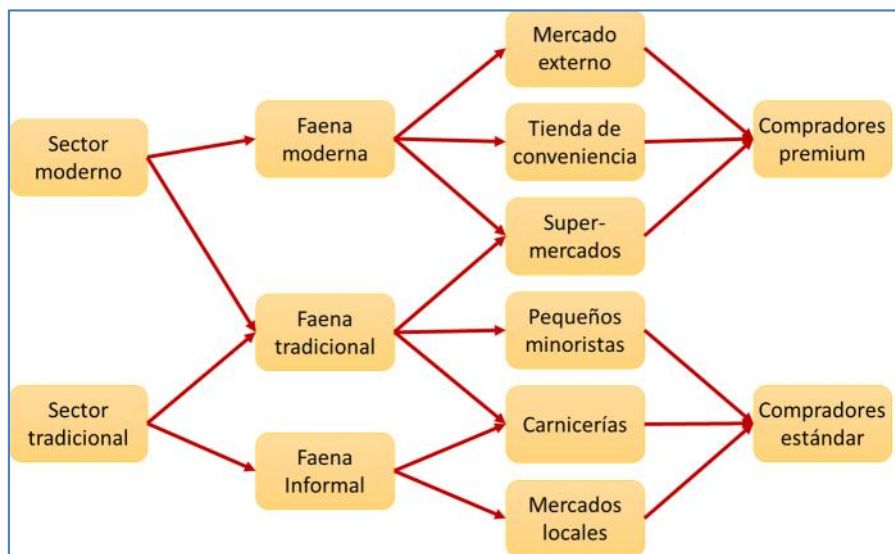 Sector
moderno
Sector
tradicional
Faena
moderna
Faena
tradicional
Faena
Informal
Mercado
externo
Tienda de
conveniencia
Super-
mercados
Pequeños
minoristas
Carnicerías
Mercados
locales
Compradores
premium
Compradores
estándar